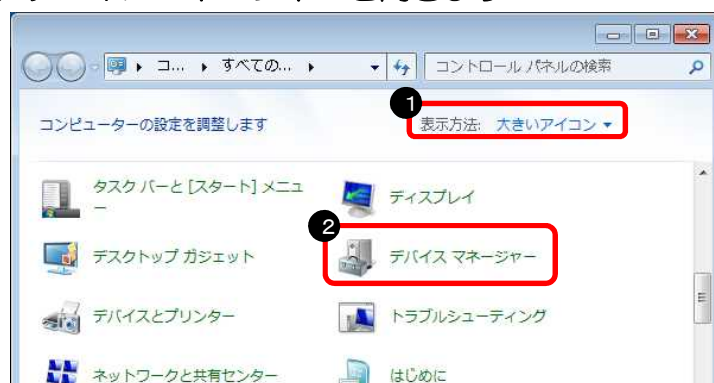 コ... すべての...
コントロール パネルの検索
1
コンピューターの設定を調整します
表示方法: 大きいアイコン
タスク バーと [スタート] メニュ
ー
ディスプレイ
2
デスクトップ ガジェット
デバイス マネージャー
デバイスとプリンター
トラブルシューティング
ネットワークと共有センター
はじめに